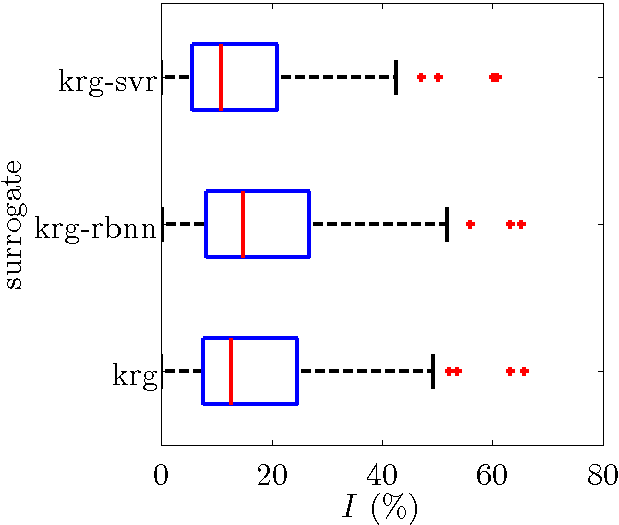 surrogate
krg-svr
krg-rbnn
krg
0 20 40 60 80
I (%)